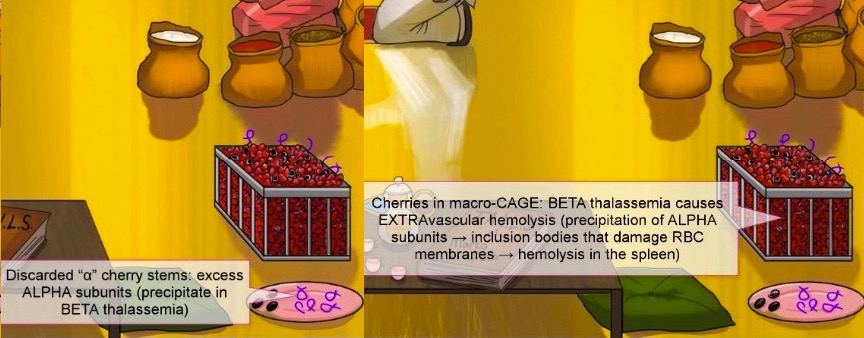 .L.S.
Discarded “α” cherry stems: excess
ALPHA subunits (precipitate in
BETA thalassemia)
Cherries in macro-CAGE: BETA thalassemia causes
EXTRAvascular hemolysis (precipitation of ALPHA
subunits → inclusion bodies that damage RBC
membranes → hemolysis in the spleen)